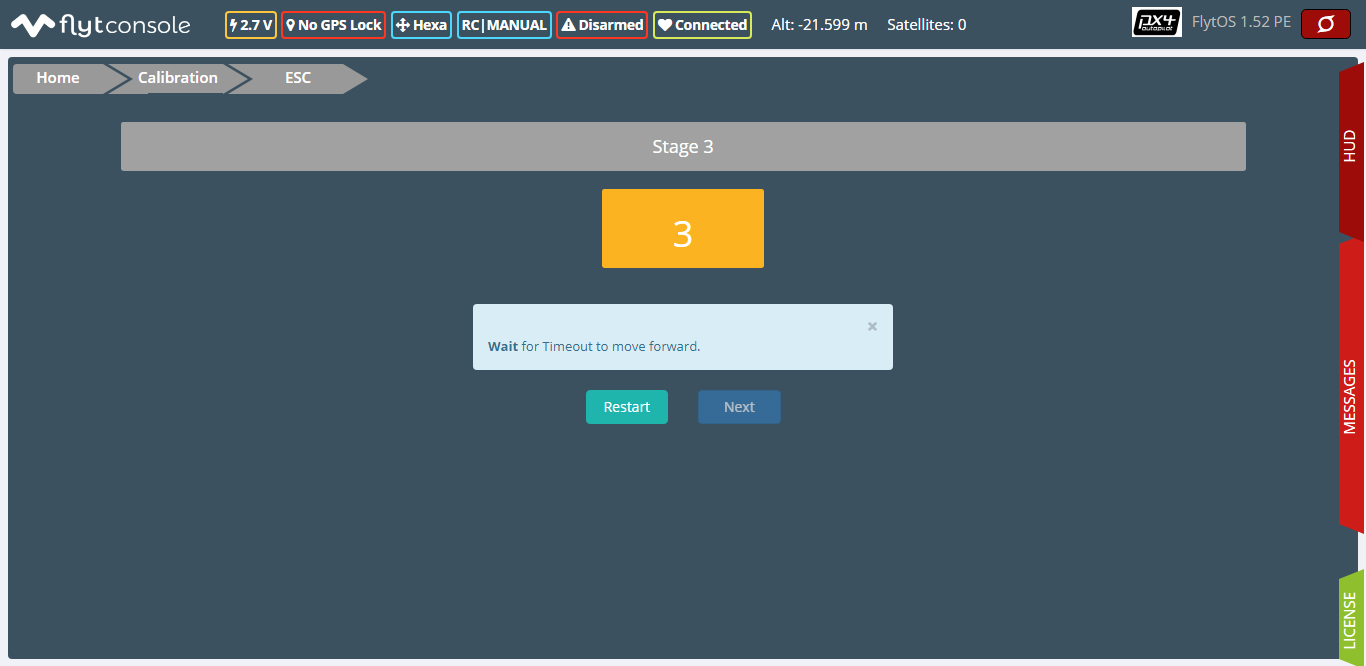 flytconsole
2.7 V
No GPS Lock
Hexa
RC|MANUAL
Disarmed
Connected
Alt: -21.599 m
Satellites: 0
PX4
autopilot
FlytOS 1.52 PE
Home
Calibration
ESC
Stage 3
3
Wait for Timeout to move forward.
×
Restart
Next
HUD
MESSAGES
LICENSE